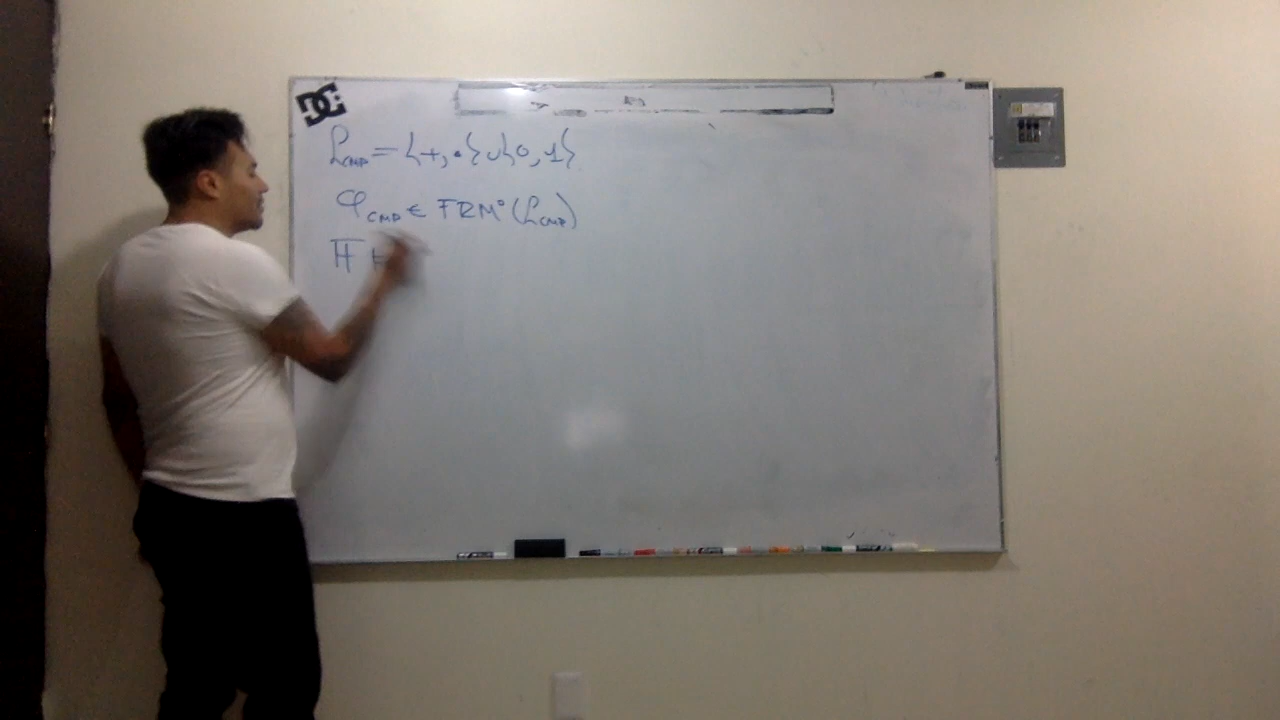 DC
ℒ_CMP = {+, ·} ∪ {0, 1}
φ_CMP ∈ FRM° (ℒ_CMP)